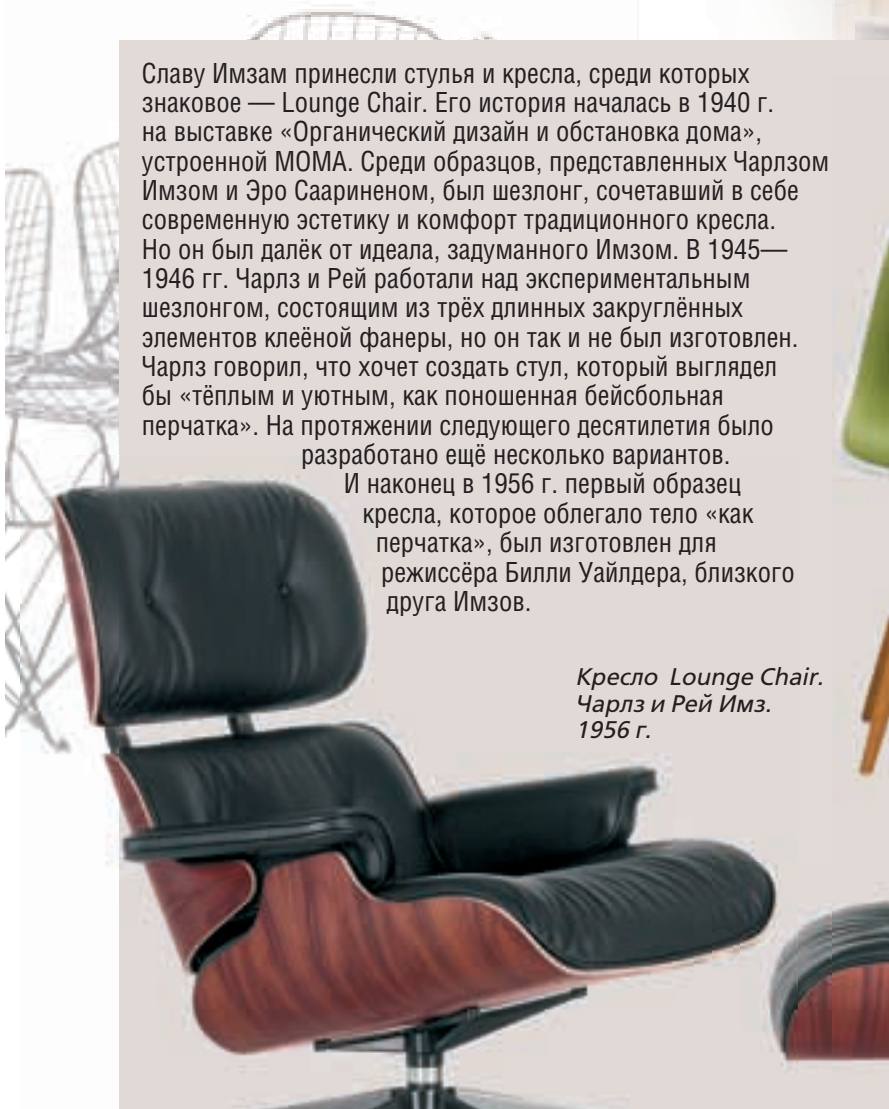 Славу Имзам принесли стулья и кресла, среди которых
знаковое — Lounge Chair. Его история началась в 1940 г.
на выставке «Органический дизайн и обстановка дома»,
устроенной МОМА. Среди образцов, представленных Чарлзом
Имзом и Эро Саариненом, был шезлонг, сочетавший в себе
современную эстетику и комфорт традиционного кресла.
Но он был далёк от идеала, задуманного Имзом. В 1945—
1946 гг. Чарлз и Рей работали над экспериментальным
шезлонгом, состоящим из трёх длинных закруглённых
элементов клеёной фанеры, но он так и не был изготовлен.
Чарлз говорил, что хочет создать стул, который выглядел
бы «тёплым и уютным, как поношенная бейсбольная
перчатка». На протяжении следующего десятилетия было
разработано ещё несколько вариантов.
И наконец в 1956 г. первый образец
кресла, которое облегало тело «как
перчатка», был изготовлен для
режиссёра Билли Уайлдера, близкого
друга Имзов.
Кресло Lounge Chair.
Чарлз и Рей Имз.
1956 г.